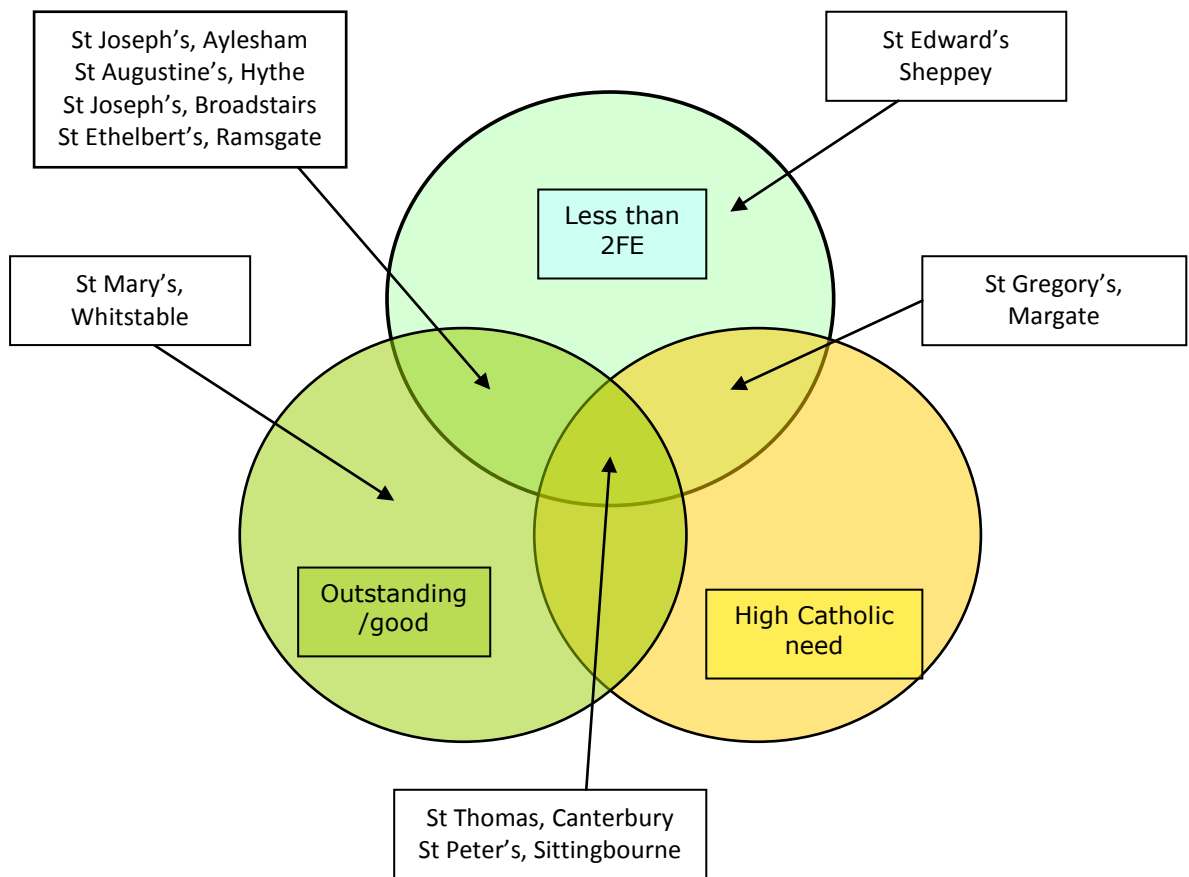 St Joseph’s, Aylesham
St Augustine’s, Hythe
St Joseph’s, Broadstairs
St Ethelbert’s, Ramsgate
St Edward’s
Sheppey
Less than
2FE
St Mary’s,
Whitstable
St Gregory’s,
Margate
Outstanding
/good
High Catholic
need
St Thomas, Canterbury
St Peter’s, Sittingbourne